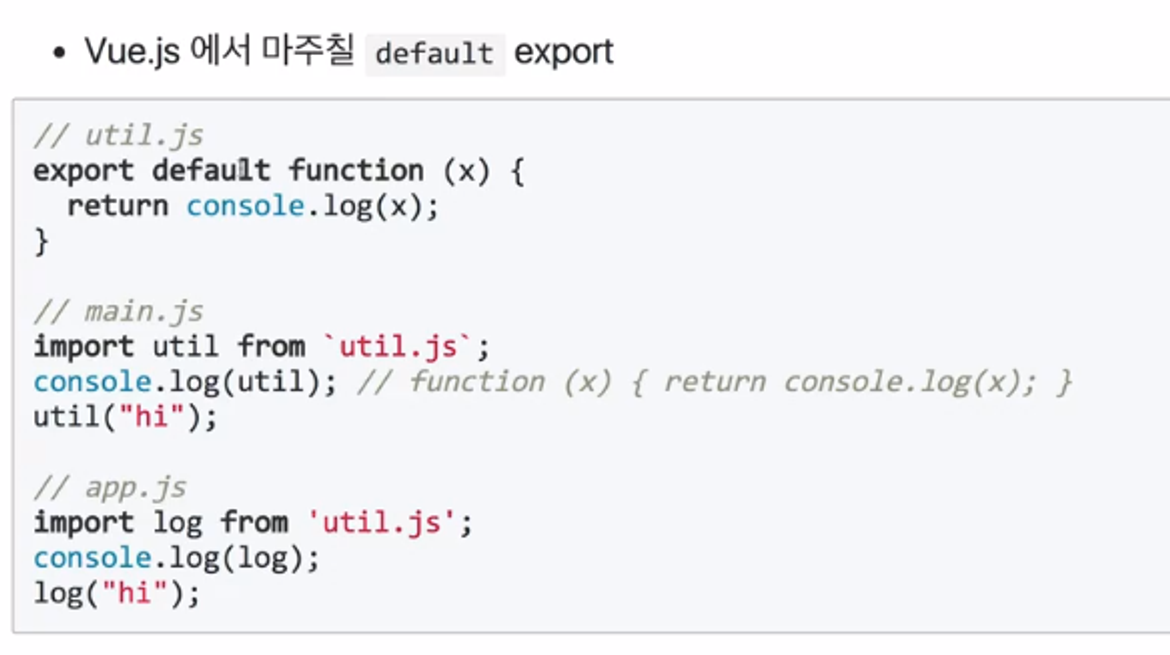 • Vue.js 에서 마주칠 default export
// util.js
export default function (x) {
  return console.log(x);
}
// main.js
import util from `util.js`;
console.log(util); // function (x) { return console.log(x); }
util("hi");
// app.js
import log from 'util.js';
console.log(log);
log("hi");